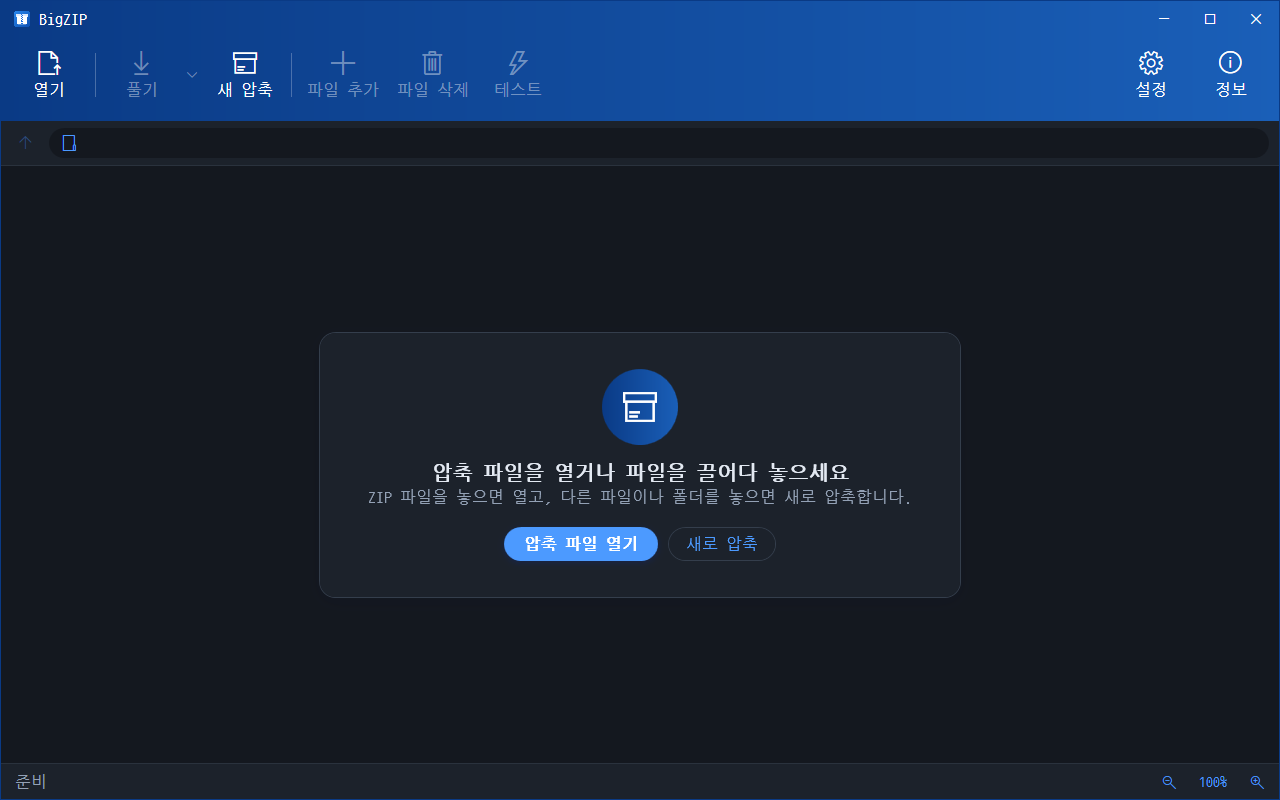 BigZIP
열기
풀기
새 압축
파일 추가
파일 삭제
테스트
설정
정보
압축 파일을 열거나 파일을 끌어다 놓으세요
ZIP 파일을 놓으면 열고, 다른 파일이나 폴더를 놓으면 새로 압축합니다.
압축 파일 열기
새로 압축
준비
100%